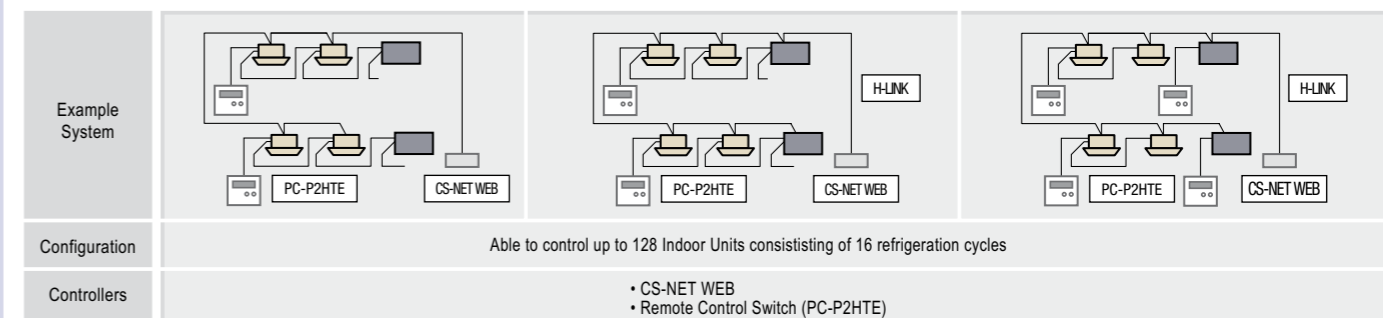 Example
System
H-LINK
H-LINK
PC-P2HTE
CS-NET WEB
PC-P2HTE
CS-NET WEB
PC-P2HTE
CS-NET WEB
Configuration
Able to control up to 128 Indoor Units consististing of 16 refrigeration cycles
Controllers
• CS-NET WEB
• Remote Control Switch (PC-P2HTE)